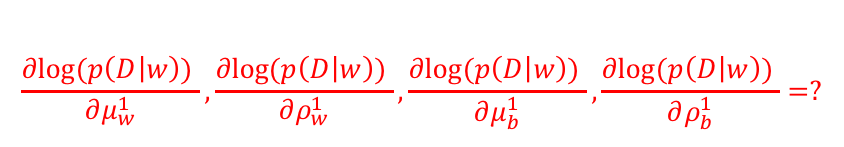 ∂log(p(D|w))/∂μ_w^1 , ∂log(p(D|w))/∂ρ_w^1 , ∂log(p(D|w))/∂μ_b^1 , ∂log(p(D|w))/∂ρ_b^1 =?